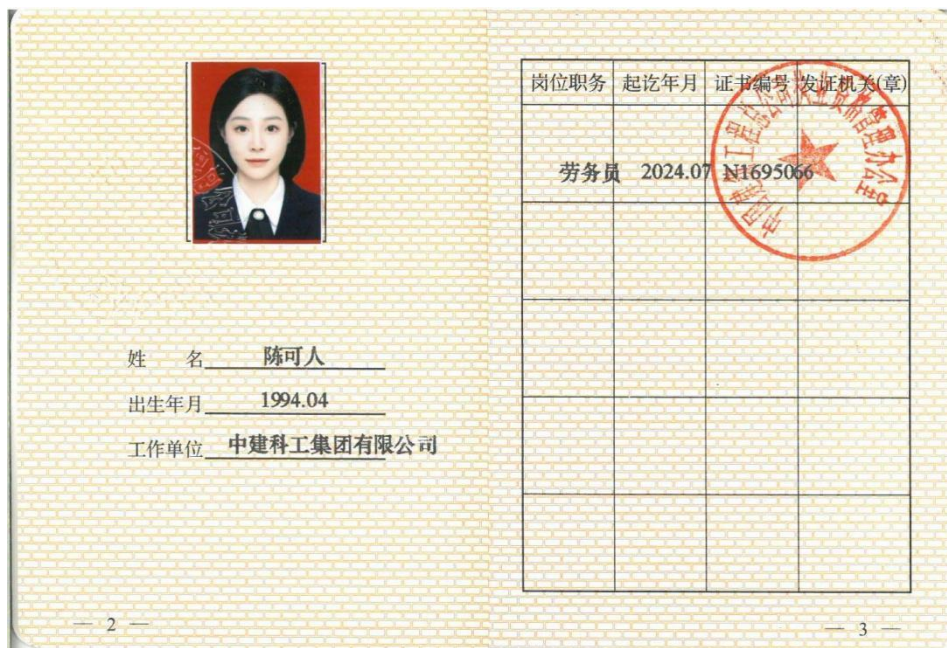 姓 名 陈可人
出生年月 1994.04
工作单位 中建科工集团有限公司
— 2 —
岗位职务 起讫年月 证书编号 发证机关(章)
劳务员 2024.07 N1695066
— 3 —